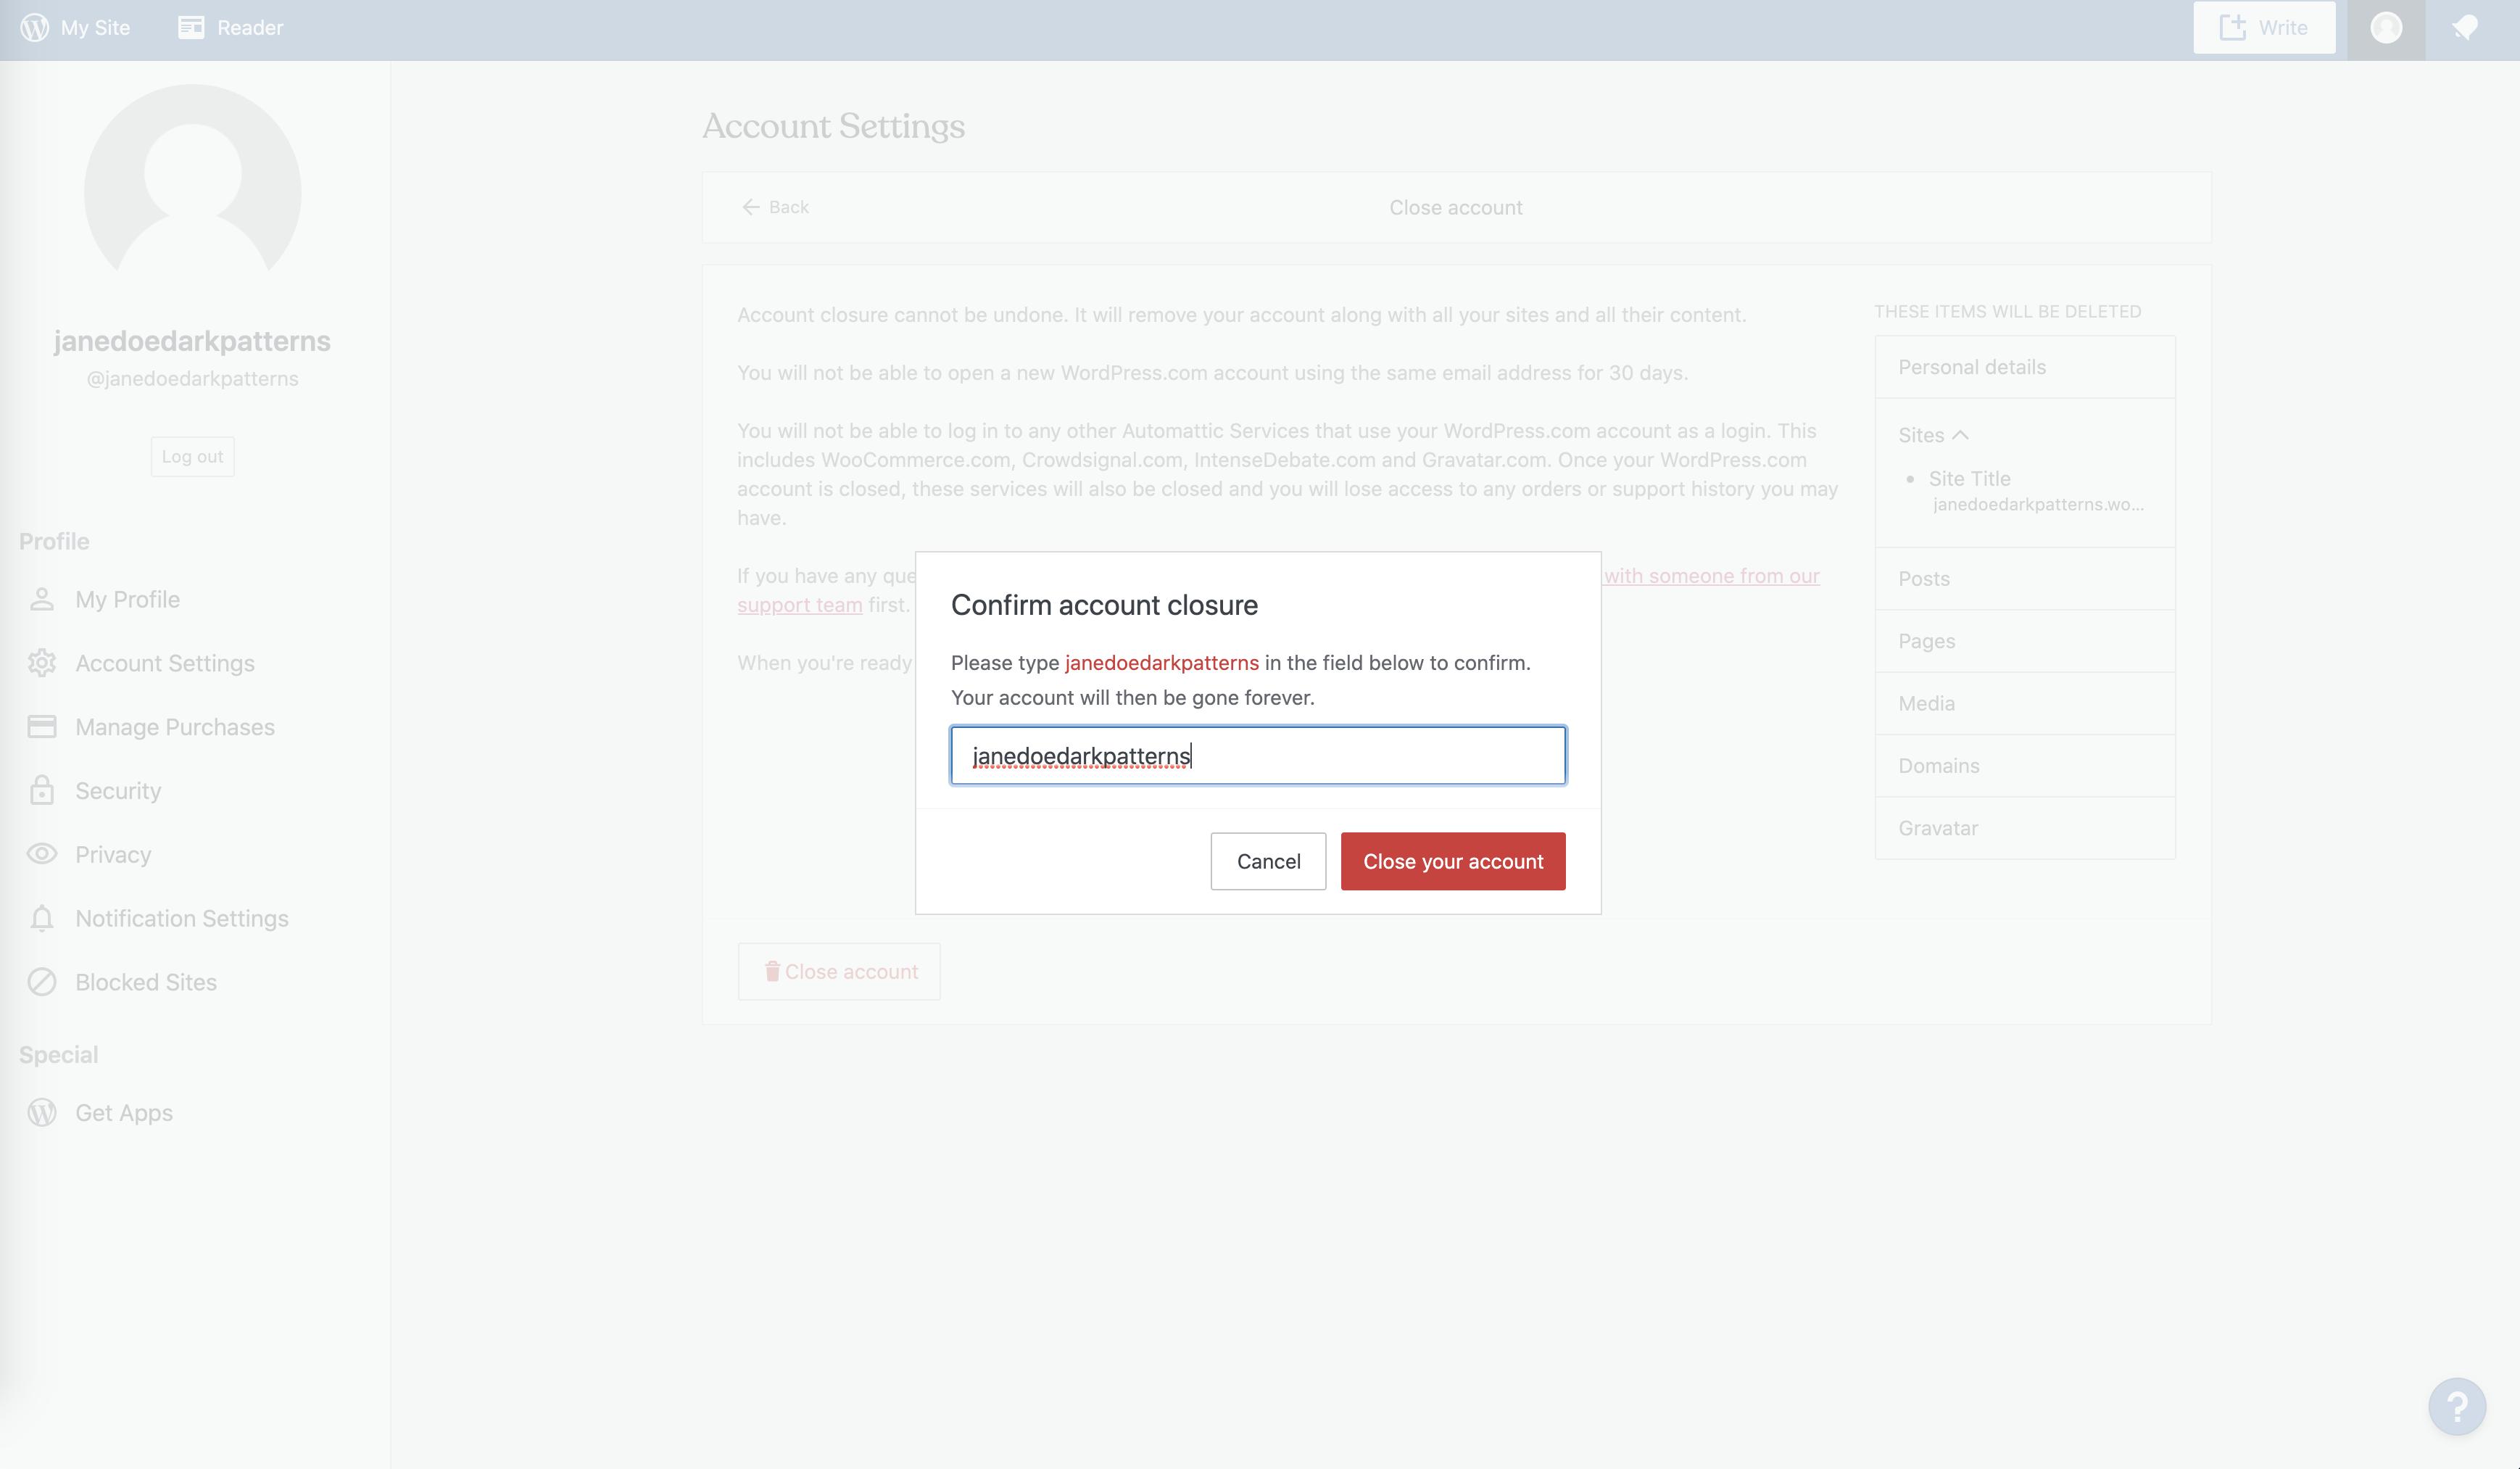 My Site
Reader
Write
janedoedarkpatterns
@janedoedarkpatterns
Log out
Profile
My Profile
Account Settings
Manage Purchases
Security
Privacy
Notification Settings
Blocked Sites
Special
Get Apps
Account Settings
Back
Close account
Account closure cannot be undone. It will remove your account along with all your sites and all their content.
You will not be able to open a new WordPress.com account using the same email address for 30 days.
You will not be able to log in to any other Automattic Services that use your WordPress.com account as a login. This
includes WooCommerce.com, Crowdsignal.com, IntenseDebate.com and Gravatar.com. Once your WordPress.com
account is closed, these services will also be closed and you will lose access to any orders or support history you may
have.
If you have any que
with someone from our
support team first.
When you're ready
Close account
THESE ITEMS WILL BE DELETED
Personal details
Sites
• Site Title
janedoedarkpatterns.wo...
Posts
Pages
Media
Domains
Gravatar
Confirm account closure
Please type janedoedarkpatterns in the field below to confirm.
Your account will then be gone forever.
janedoedarkpatterns
Cancel
Close your account
?